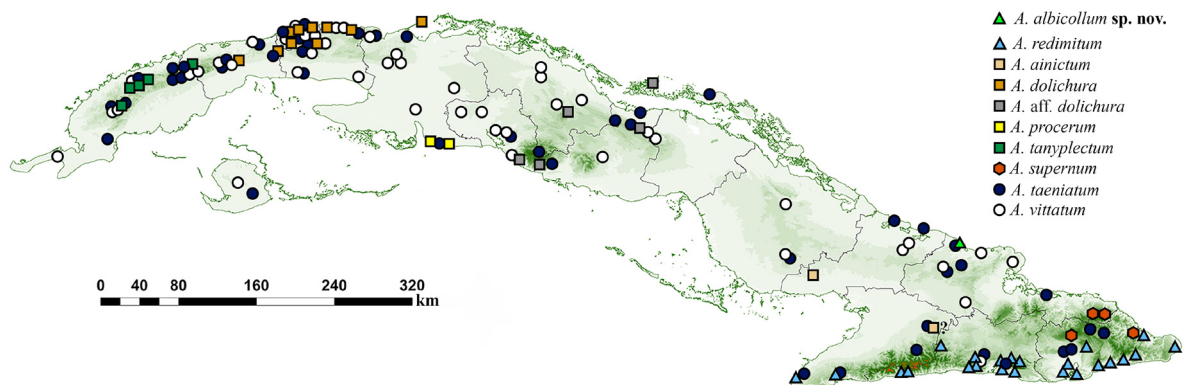 A. albicollum sp. nov.
A. redimitum
A. ainictum
A. dolichura
A. aff. dolichura
A. procerum
A. tanyplectum
A. supernum
A. taeniatum
A. vittatum
0 40 80 160 240 320 km
?
?